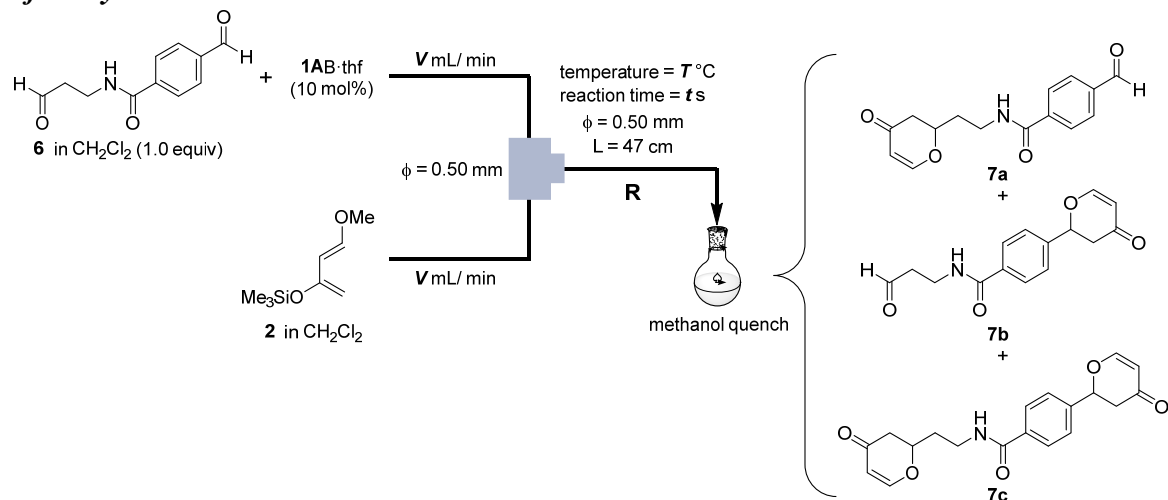 O
H
N
H
O
H
O
6 in CH2Cl2 (1.0 equiv)
+
1AB·thf
(10 mol%)
V mL/ min
temperature = T °C
reaction time = t s
ϕ = 0.50 mm
L = 47 cm
ϕ = 0.50 mm
R
OMe
Me3SiO
2 in CH2Cl2
V mL/ min
methanol quench
O
H
N
H
O
O
O
7a
+
O
O
H
N
H
O
O
7b
+
O
O
H
N
O
O
O
7c